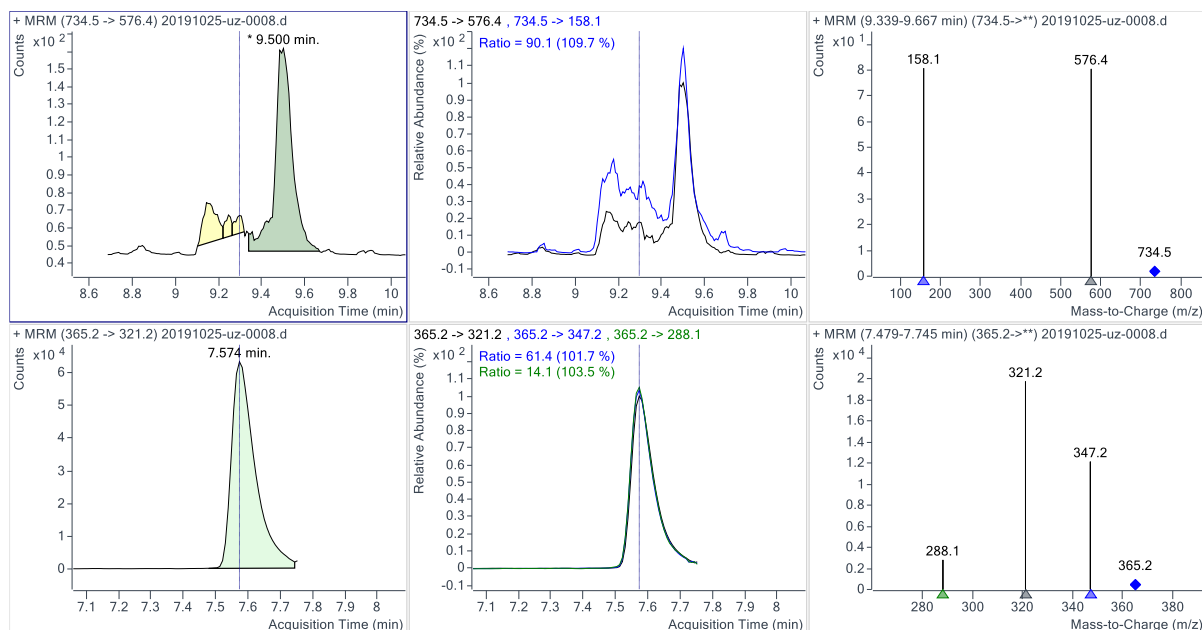 + MRM (734.5 -> 576.4) 20191025-uz-0008.d
Counts
x10 2
* 9.500 min.
1.5
1.4
1.3
1.2
1.1
1
0.9
0.8
0.7
0.6
0.5
0.4
8.6 8.8 9 9.2 9.4 9.6 9.8 10.0
Acquisition Time (min)
734.5 -> 576.4 , 734.5 -> 158.1
Relative Abundance (%)
x10 2
Ratio = 90.1 (109.7 %)
1.2
1.1
1
0.9
0.8
0.7
0.6
0.5
0.4
0.3
0.2
0.1
0
-0.1
8.6 8.8 9 9.2 9.4 9.6 9.8 10
Acquisition Time (min)
+ MRM (9.339-9.667 min) (734.5->**) 20191025-uz-0008.d
Counts
x10 1
158.1
576.4
734.5
8
7
6
5
4
3
2
1
0
100 200 300 400 500 600 700 800
Mass-to-Charge (m/z)
+ MRM (365.2 -> 321.2) 20191025-uz-0008.d
Counts
x10 4
7.574 min.
6
5
4
3
2
1
0
7.1 7.2 7.3 7.4 7.5 7.6 7.7 7.8 7.9 8
Acquisition Time (min)
365.2 -> 321.2 , 365.2 -> 347.2 , 365.2 -> 288.1
Relative Abundance (%)
x10 2
Ratio = 61.4 (101.7 %)
Ratio = 14.1 (103.5 %)
1.1
1
0.9
0.8
0.7
0.6
0.5
0.4
0.3
0.2
0.1
0
-0.1
7.1 7.2 7.3 7.4 7.5 7.6 7.7 7.8 7.9 8
Acquisition Time (min)
+ MRM (7.479-7.745 min) (365.2->**) 20191025-uz-0008.d
Counts
x10 4
321.2
347.2
288.1
365.2
2
1.8
1.6
1.4
1.2
1
0.8
0.6
0.4
0.2
0
280 300 320 340 360 380
Mass-to-Charge (m/z)